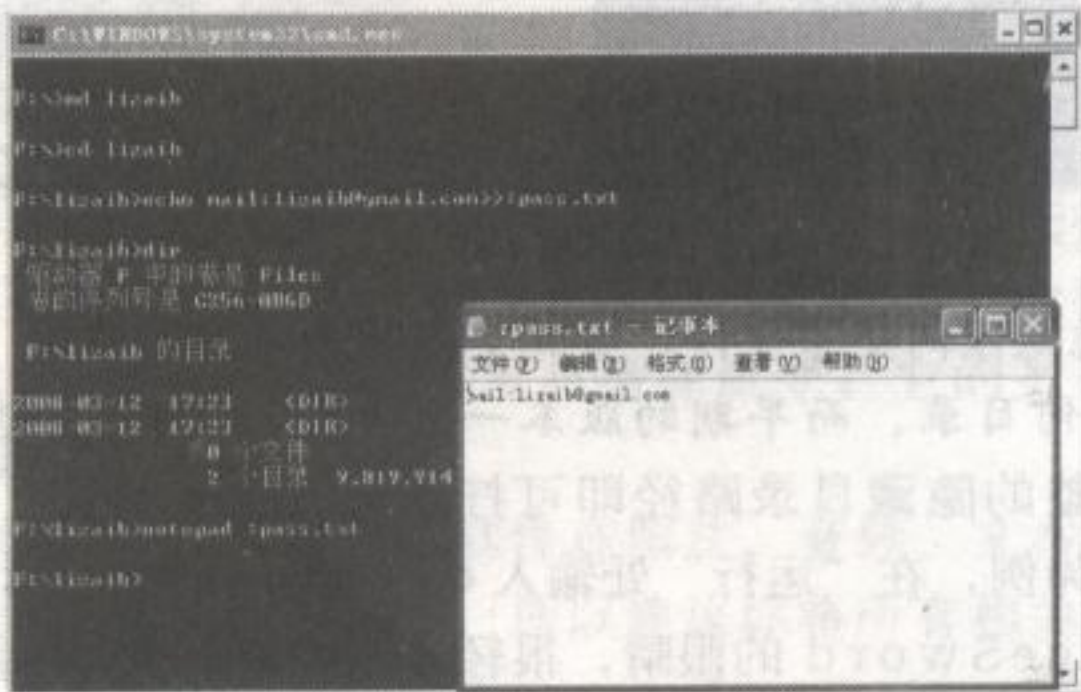 C:\WINDOWS\system32\cmd.exe
F:\>md lizaib
F:\>cd lizaib
F:\lizaib>echo mail:lizaib@gmail.com>>:pass.txt
F:\lizaib>dir
驱动器 F 中的卷是 Files
卷的序列号是
F:\lizaib 的目录
2008-03-12 17:23 <DIR>
2008-03-12 17:23 <DIR>
0 个文件
2 个目录
F:\lizaib>notepad :pass.txt
F:\lizaib>
:pass.txt - 记事本
文件(F) 编辑(E) 格式(O) 查看(V) 帮助(H)
mail:lizaib@gmail.com